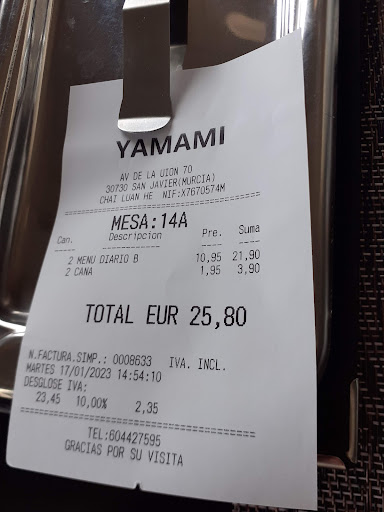 YAMAMI
AV DE LA UION 70
30730 SAN JAVIER(MURCIA)
CHAI LUAN HE NIF:X7670574M
================================
MESA:14A
Can. Descripcion Pre. Suma
---- ----------- ---- ----
2 MENU DIARIO B 10,95 21,90
2 CANA 1,95 3,90
TOTAL EUR 25,80
N.FACTURA.SIMP.: 0008633 IVA. INCL.
MARTES 17/01/2023 14:54:10
DESGLOSE IVA:
23,45 10,00% 2,35
================================
TEL:604427595
GRACIAS POR SU VISITA